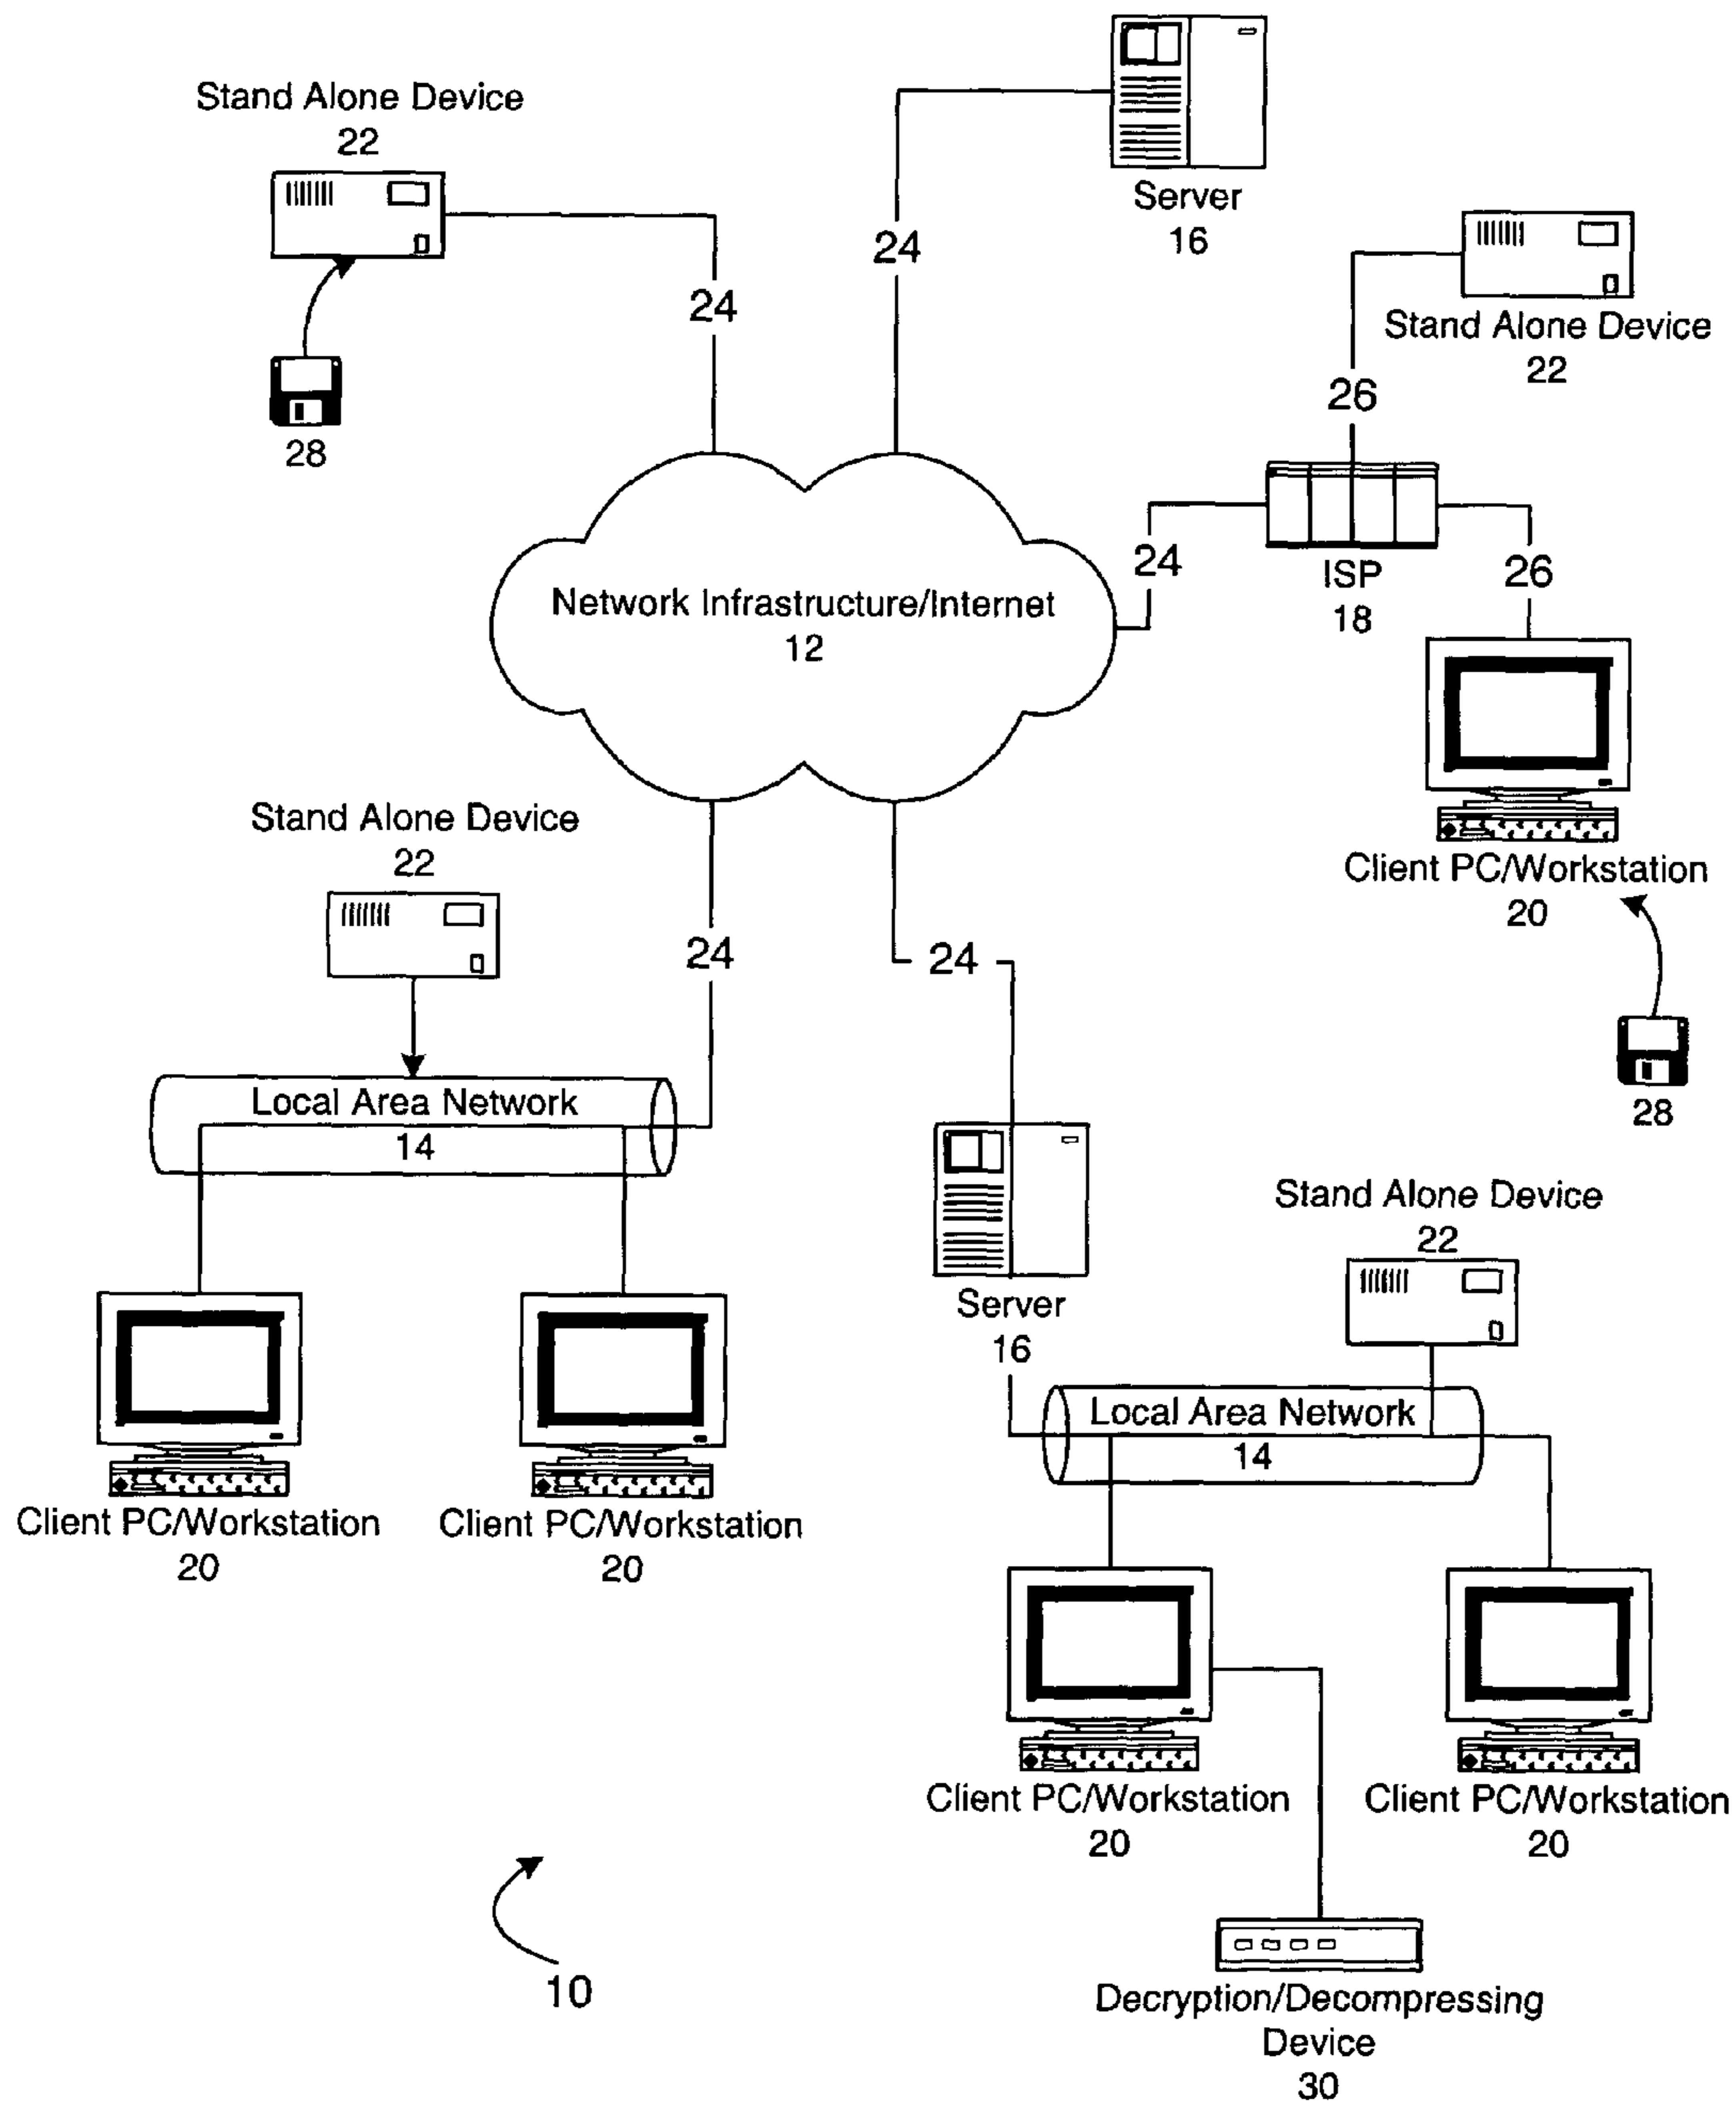 Stand Alone Device
22
24
28
Server
16
24
Stand Alone Device
22
26
ISP
18
24
26
Network Infrastructure/Internet
12
Client PC/Workstation
20
28
Stand Alone Device
22
24
24
Local Area Network
14
Client PC/Workstation
20
Client PC/Workstation
20
Server
16
Stand Alone Device
22
Local Area Network
14
Client PC/Workstation
20
Client PC/Workstation
20
10
Decryption/Decompressing
Device
30